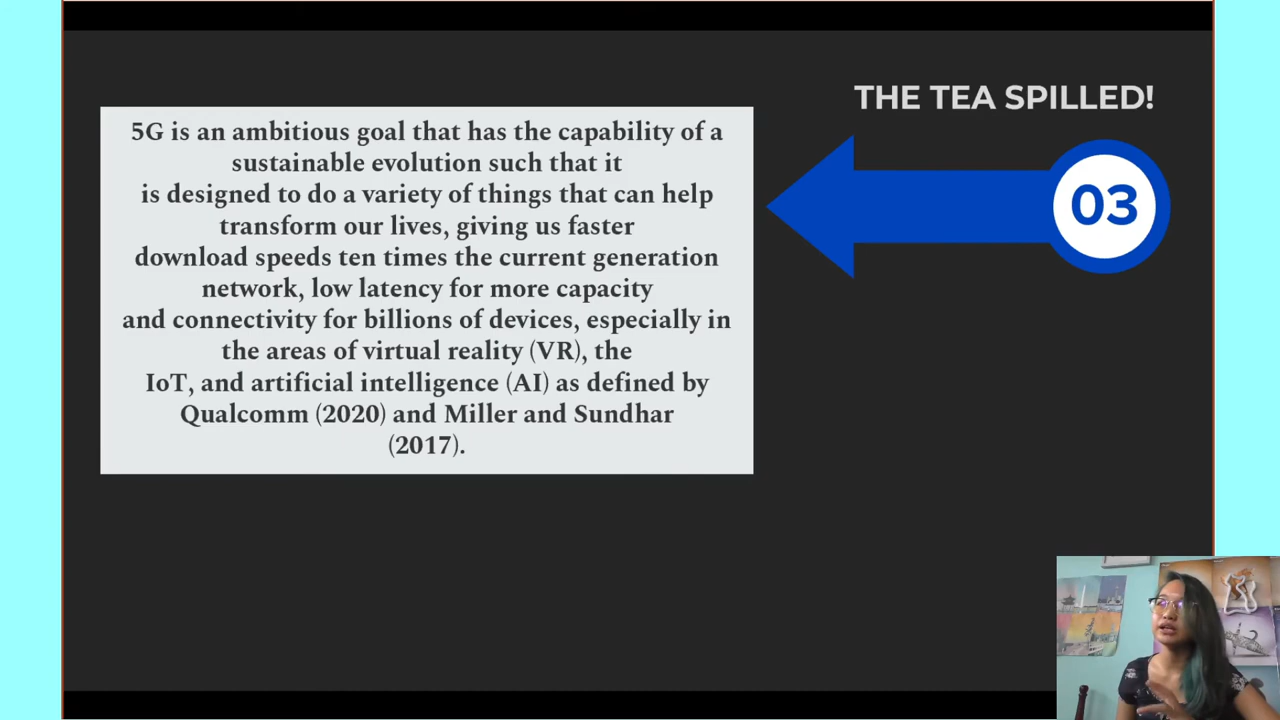 THE TEA SPILLED!
5G is an ambitious goal that has the capability of a
sustainable evolution such that it
is designed to do a variety of things that can help
transform our lives, giving us faster
download speeds ten times the current generation
network, low latency for more capacity
and connectivity for billions of devices, especially in
the areas of virtual reality (VR), the
IoT, and artificial intelligence (AI) as defined by
Qualcomm (2020) and Miller and Sundhar
(2017).
03